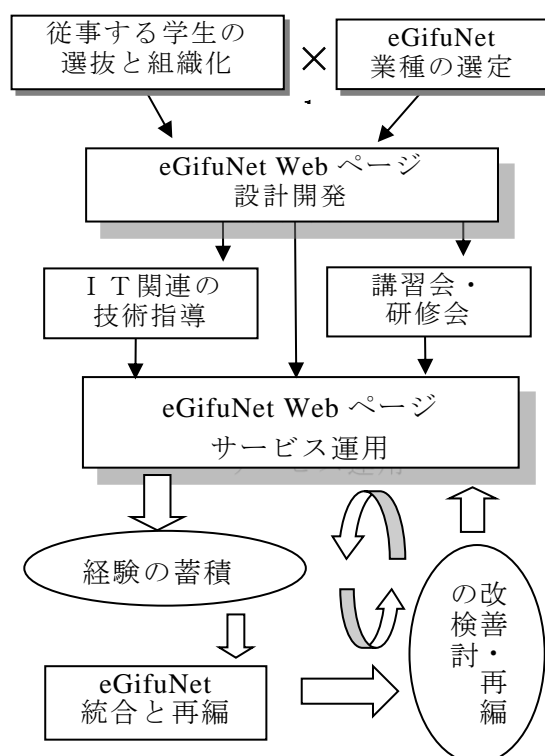 従事する学生の
選抜と組織化
×
eGifuNet
業種の選定
eGifuNet Web ページ
設計開発
ＩＴ関連の
技術指導
講習会・
研修会
eGifuNet Web ページ
サービス運用
経験の蓄積
改善・再編
の検討
eGifuNet
統合と再編